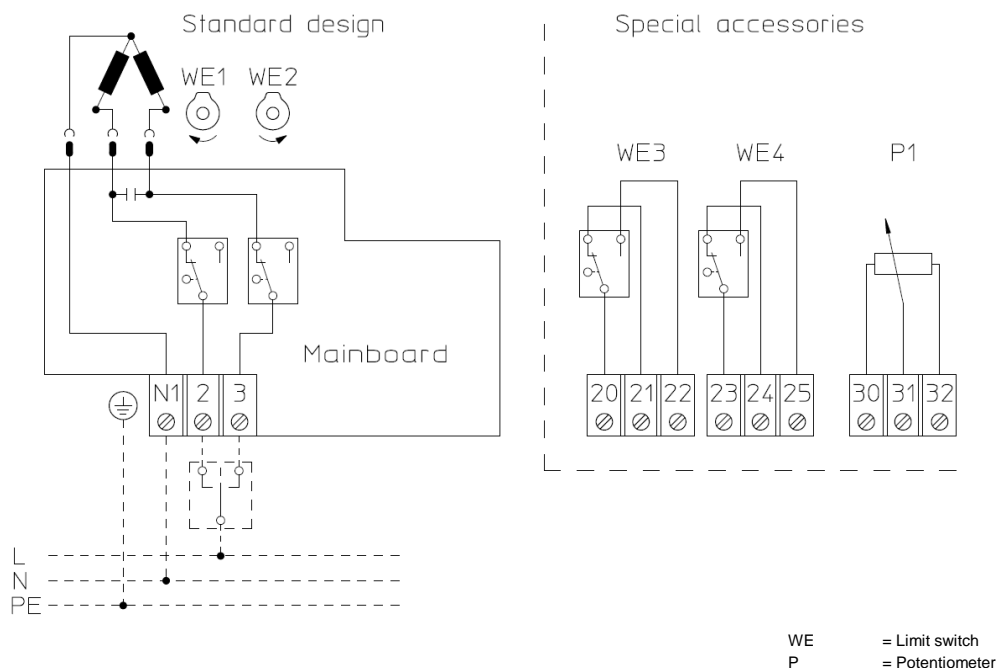 Standard design
Special accessories
WE1 WE2
WE3 WE4 P1
Mainboard
N1 2 3
20 21 22 23 24 25 30 31 32
L
N
PE
WE = Limit switch
P = Potentiometer